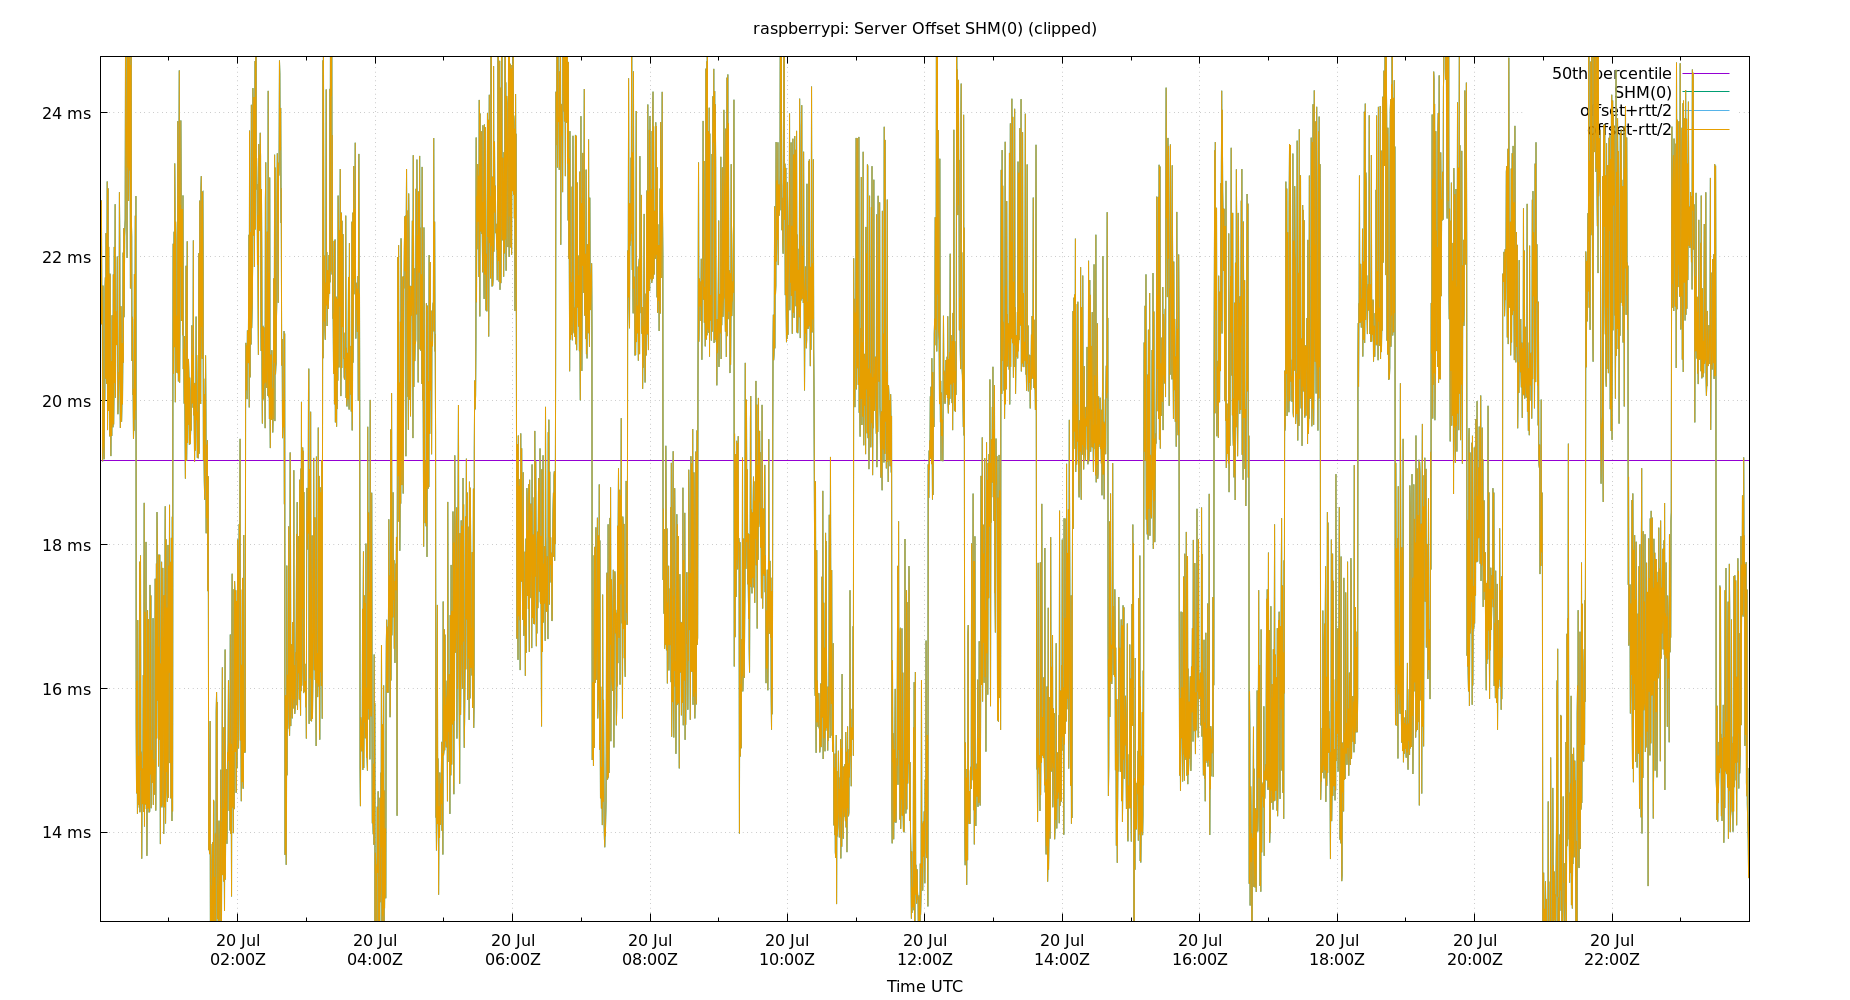 raspberrypi: Server Offset SHM(0) (clipped)
50th percentile
SHM(0)
offset+rtt/2
offset-rtt/2
24 ms
22 ms
20 ms
18 ms
16 ms
14 ms
20 Jul 20 Jul 20 Jul 20 Jul 20 Jul 20 Jul 20 Jul 20 Jul 20 Jul 20 Jul 20 Jul
02:00Z 04:00Z 06:00Z 08:00Z 10:00Z 12:00Z 14:00Z 16:00Z 18:00Z 20:00Z 22:00Z
Time UTC